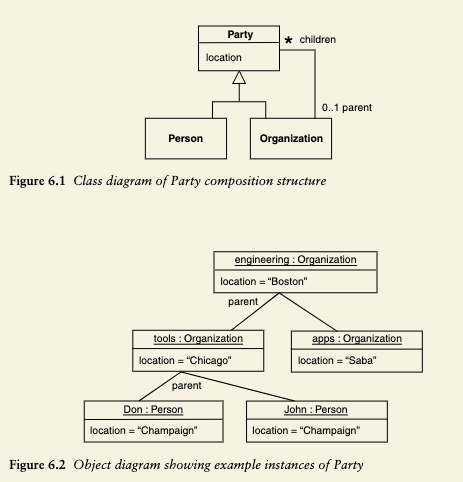 Party
* children
location
0..1 parent
Person
Organization
Figure 6.1 Class diagram of Party composition structure
engineering : Organization
location = “Boston”
parent
tools : Organization
apps : Organization
location = “Chicago”
location = “Saba”
parent
Don : Person
John : Person
location = “Champaign”
location = “Champaign”
Figure 6.2 Object diagram showing example instances of Party